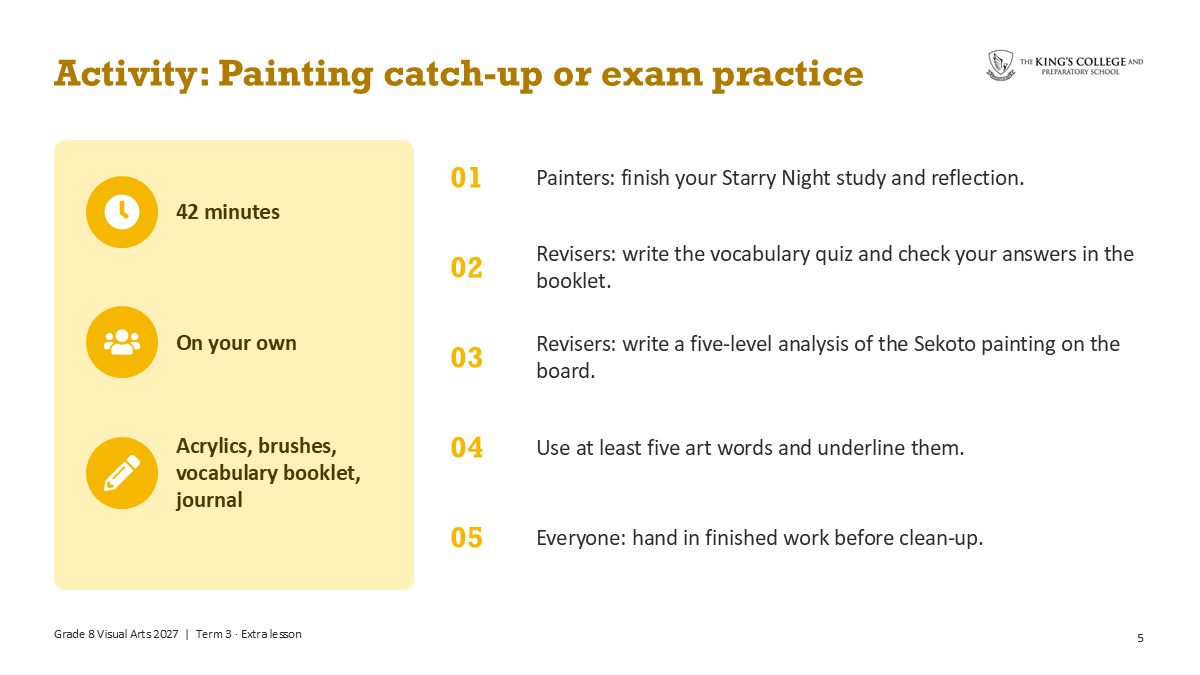 Activity: Painting catch-up or exam practice
THE KING'S COLLEGE AND
PREPARATORY SCHOOL
42 minutes
On your own
Acrylics, brushes,
vocabulary booklet,
journal
01
Painters: finish your Starry Night study and reflection.
02
Revisers: write the vocabulary quiz and check your answers in the
booklet.
03
Revisers: write a five-level analysis of the Sekoto painting on the
board.
04
Use at least five art words and underline them.
05
Everyone: hand in finished work before clean-up.
Grade 8 Visual Arts 2027 | Term 3 · Extra lesson
5